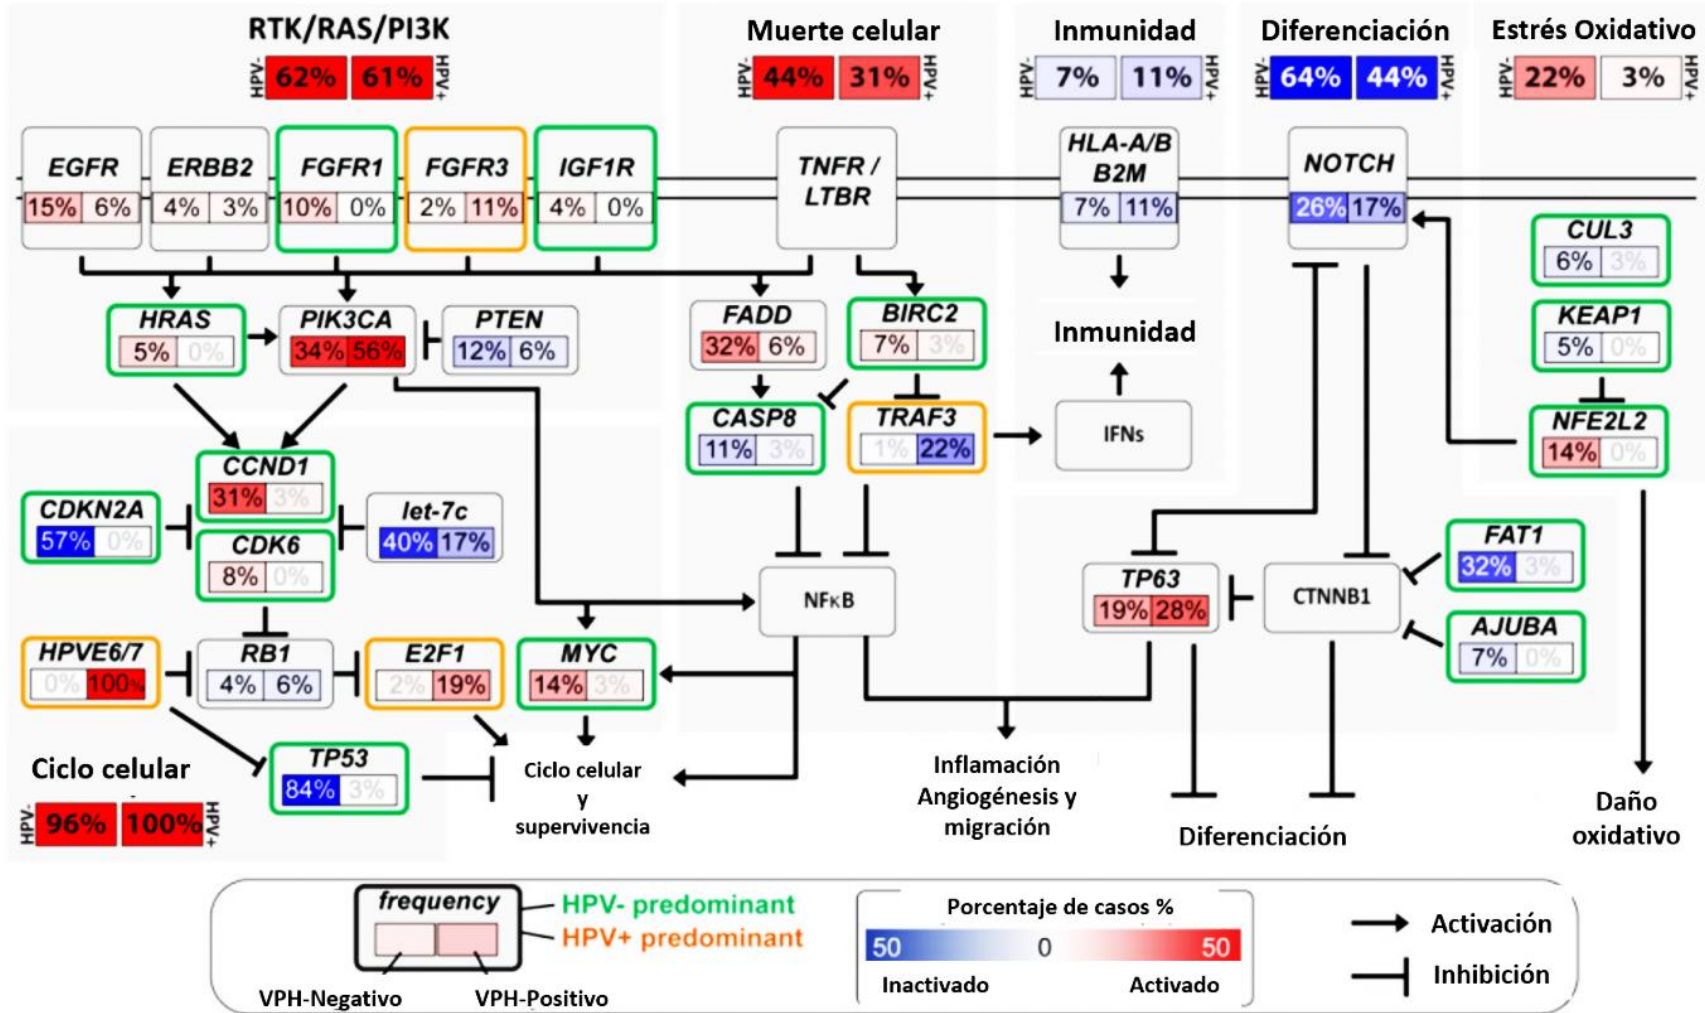 RTK/RAS/PI3K
HPV- 62% 61% HPV+
Muerte celular
HPV- 44% 31% HPV+
Inmunidad
HPV- 7% 11% HPV+
Diferenciación
HPV- 64% 44% HPV+
Estrés Oxidativo
HPV- 22% 3% HPV+
EGFR
15% 6%
ERBB2
4% 3%
FGFR1
10% 0%
FGFR3
2% 11%
IGF1R
4% 0%
TNFR /
LTBR
HLA-A/B
B2M
7% 11%
NOTCH
26% 17%
CUL3
6% 3%
KEAP1
5% 0%
NFE2L2
14% 0%
HRAS
5% 0%
PIK3CA
34% 56%
PTEN
12% 6%
FADD
32% 6%
BIRC2
7% 3%
Inmunidad
CASP8
11% 3%
TRAF3
1% 22%
IFNs
CCND1
31% 3%
CDKN2A
57% 0%
let-7c
40% 17%
CDK6
8% 0%
HPVE6/7
0% 100%
RB1
4% 6%
E2F1
2% 19%
MYC
14% 3%
NFκB
TP63
19% 28%
CTNNB1
FAT1
32% 3%
AJUBA
7% 0%
TP53
84% 3%
Ciclo celular
HPV- 96% 100% HPV+
Ciclo celular
y
supervivencia
Inflamación
Angiogénesis y
migración
Diferenciación
Daño
oxidativo
frequency
HPV- predominant
HPV+ predominant
VPH-Negativo
VPH-Positivo
Porcentaje de casos %
50 0 50
Inactivado
Activado
Activación
Inhibición